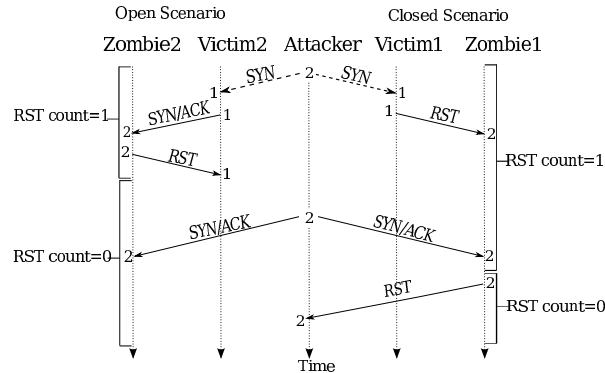 Open Scenario
Closed Scenario
Zombie2 Victim2 Attacker Victim1 Zombie1
2
SYN
SYN
1
1
RST count=1
SYN/ACK
1
1
RST
2
2
2
RST
1
RST count=1
2
SYN/ACK
SYN/ACK
RST count=0
2
2
2
RST
RST count=0
2
Time